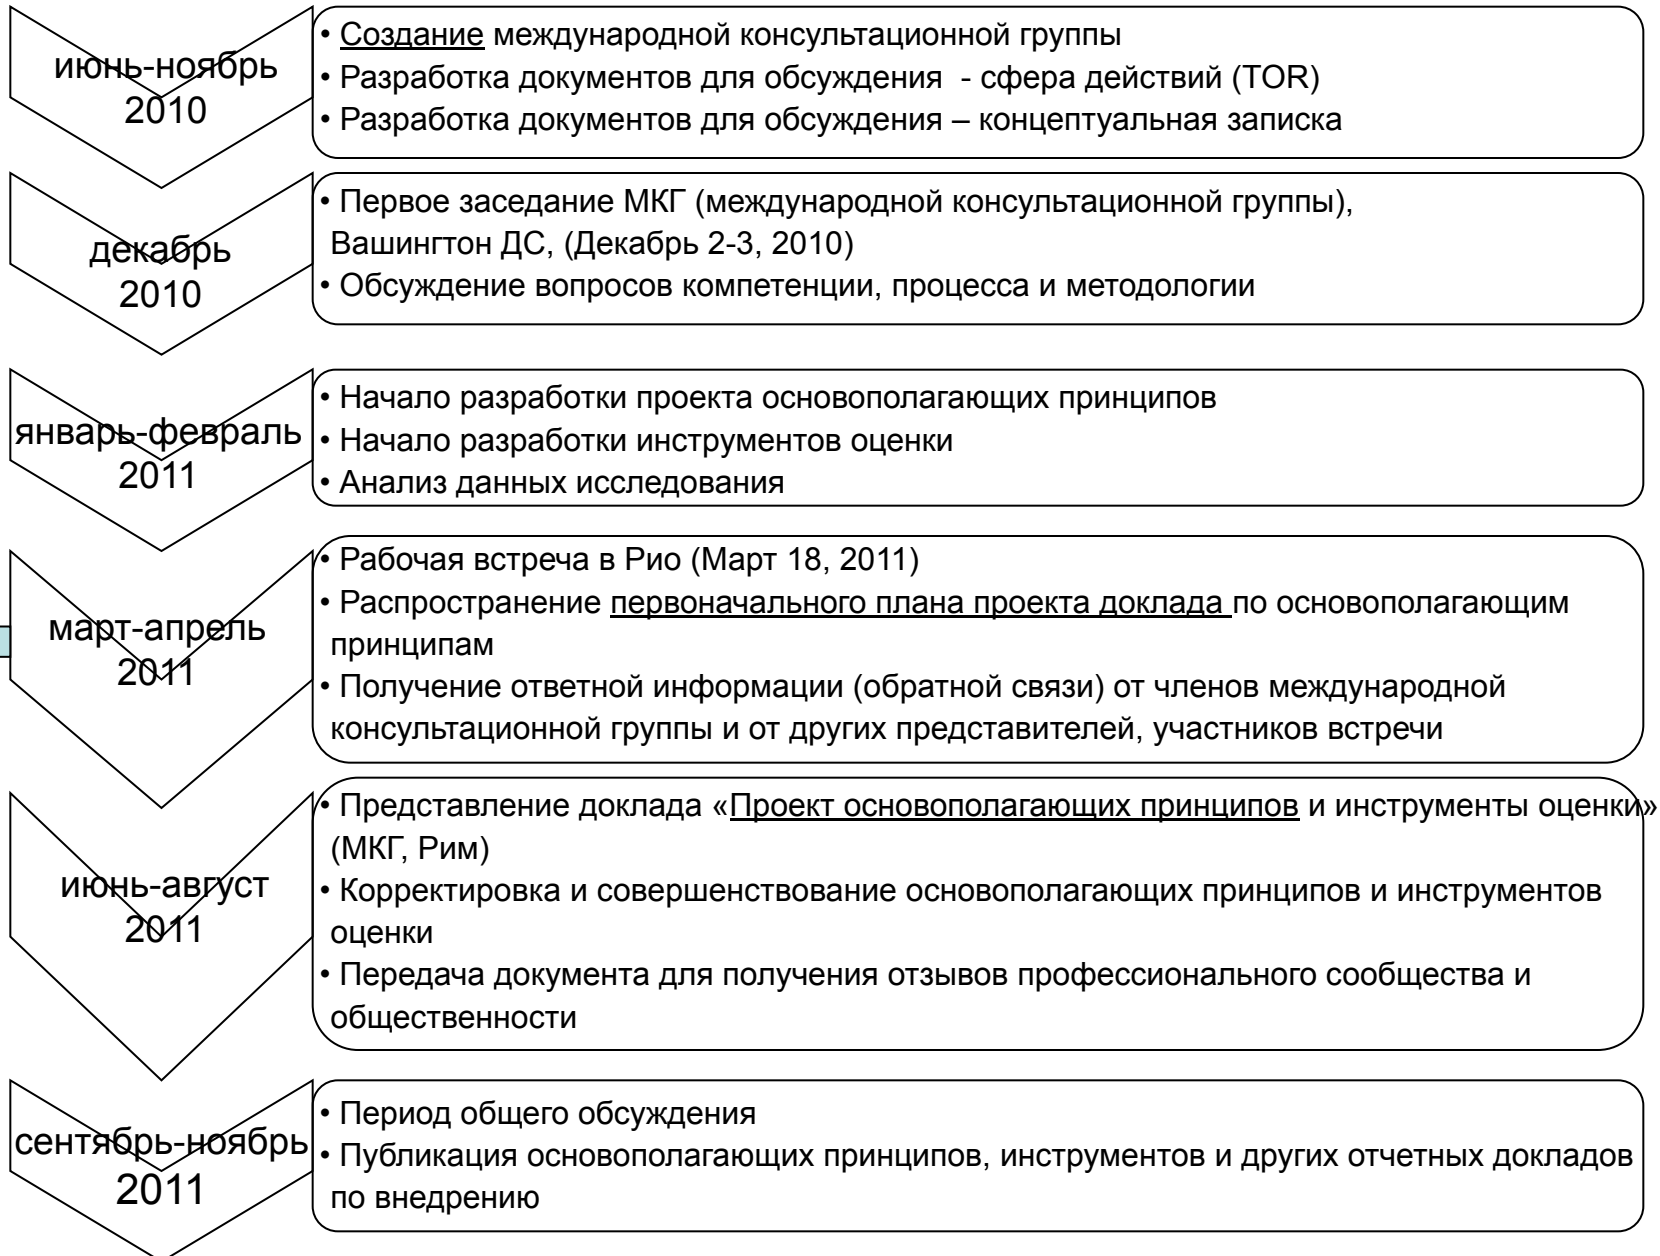 июнь-ноябрь
2010
• Создание международной консультационной группы
• Разработка документов для обсуждения - сфера действий (TOR)
• Разработка документов для обсуждения – концептуальная записка
декабрь
2010
• Первое заседание МКГ (международной консультационной группы),
Вашингтон ДС, (Декабрь 2-3, 2010)
• Обсуждение вопросов компетенции, процесса и методологии
январь-февраль
2011
• Начало разработки проекта основополагающих принципов
• Начало разработки инструментов оценки
• Анализ данных исследования
март-апрель
2011
• Рабочая встреча в Рио (Март 18, 2011)
• Распространение первоначального плана проекта доклада по основополагающим
принципам
• Получение ответной информации (обратной связи) от членов международной
консультационной группы и от других представителей, участников встречи
июнь-август
2011
• Представление доклада «Проект основополагающих принципов и инструменты оценки»
(МКГ, Рим)
• Корректировка и совершенствование основополагающих принципов и инструментов
оценки
• Передача документа для получения отзывов профессионального сообщества и
общественности
сентябрь-ноябрь
2011
• Период общего обсуждения
• Публикация основополагающих принципов, инструментов и других отчетных докладов
по внедрению